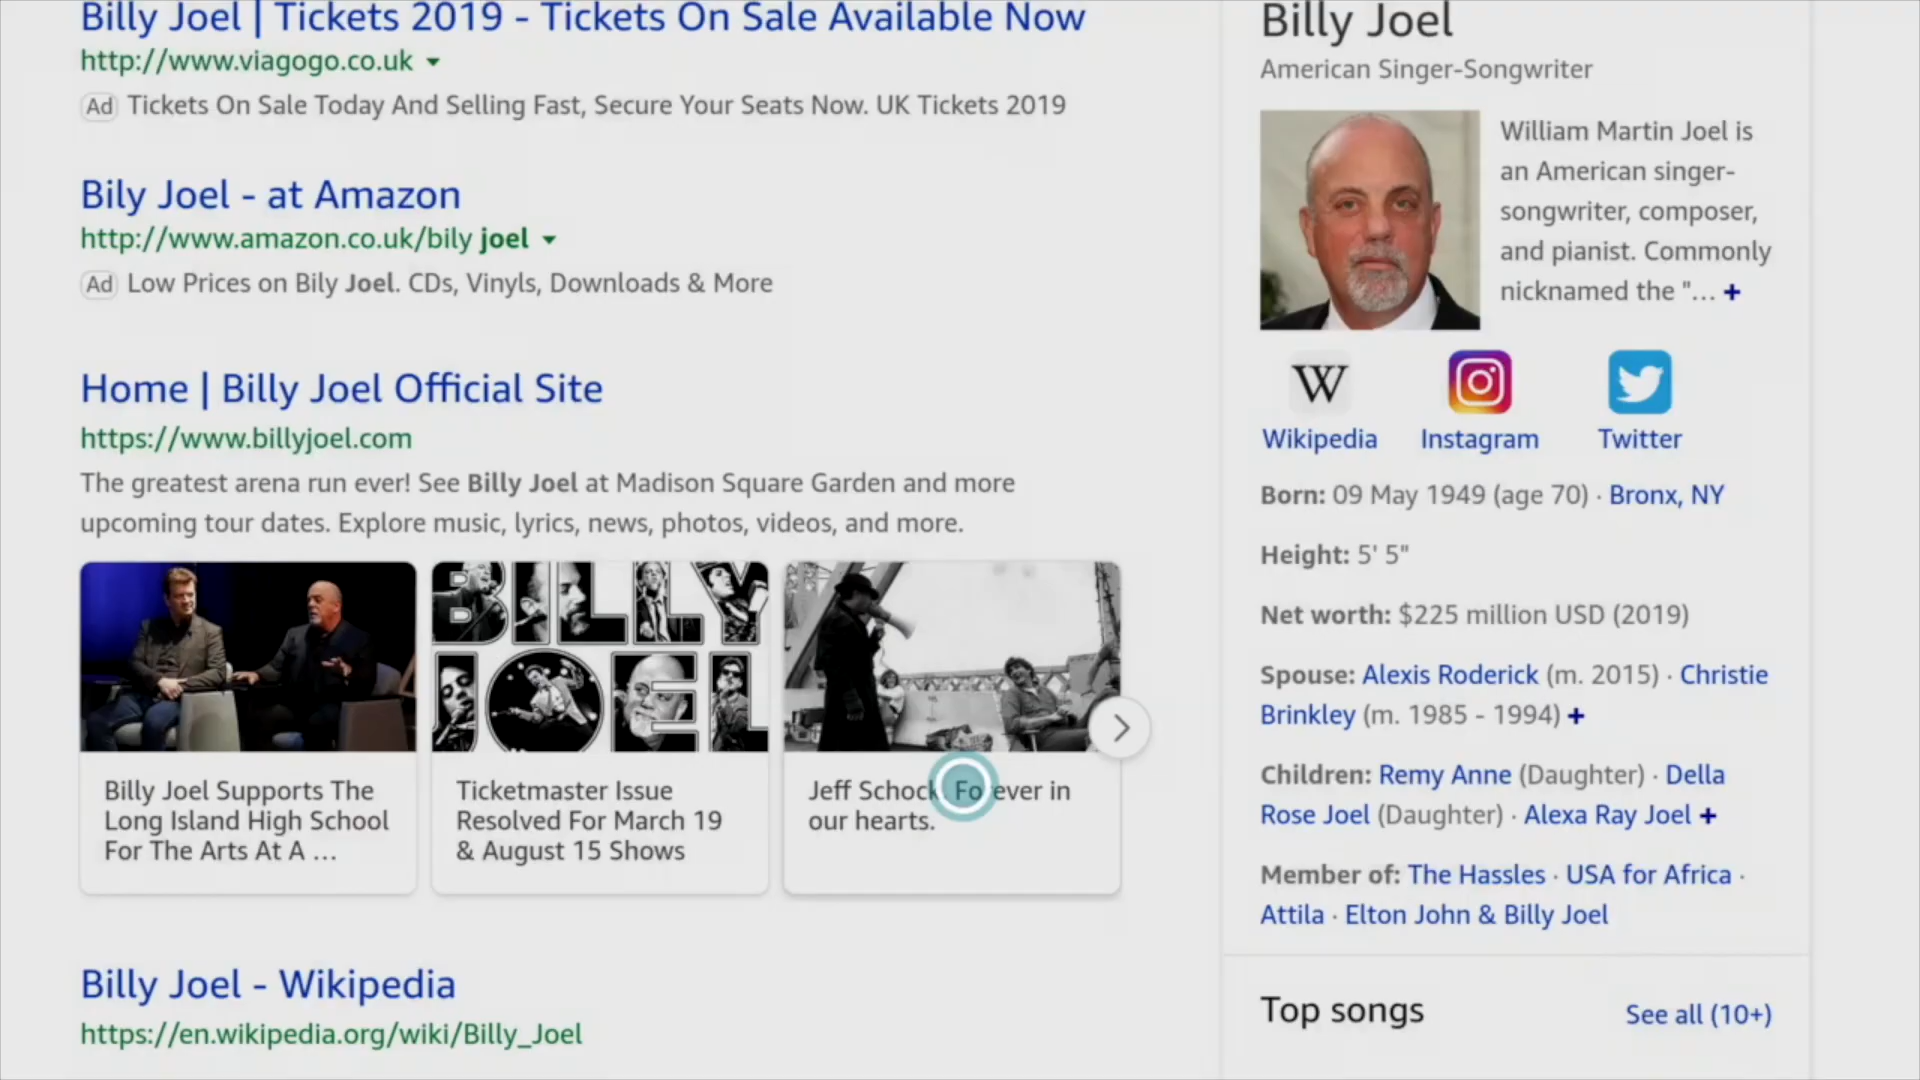 Billy Joel | Tickets 2019 - Tickets On Sale Available Now
http://www.viagogo.co.uk
Ad Tickets On Sale Today And Selling Fast, Secure Your Seats Now. UK Tickets 2019
Bily Joel - at Amazon
http://www.amazon.co.uk/bily joel
Ad Low Prices on Bily Joel. CDs, Vinyls, Downloads & More
Home | Billy Joel Official Site
https://www.billyjoel.com
The greatest arena run ever! See Billy Joel at Madison Square Garden and more
upcoming tour dates. Explore music, lyrics, news, photos, videos, and more.
BILLY
JOEL
Billy Joel Supports The
Long Island High School
For The Arts At A ...
Ticketmaster Issue
Resolved For March 19
& August 15 Shows
Jeff Schock. Forever in
our hearts.
Billy Joel - Wikipedia
https://en.wikipedia.org/wiki/Billy_Joel
Billy Joel
American Singer-Songwriter
William Martin Joel is
an American singer-
songwriter, composer,
and pianist. Commonly
nicknamed the "... +
W
Wikipedia
Instagram
Twitter
Born: 09 May 1949 (age 70) · Bronx, NY
Height: 5' 5"
Net worth: $225 million USD (2019)
Spouse: Alexis Roderick (m. 2015) · Christie
Brinkley (m. 1985 - 1994) +
Children: Remy Anne (Daughter) · Della
Rose Joel (Daughter) · Alexa Ray Joel +
Member of: The Hassles · USA for Africa ·
Attila · Elton John & Billy Joel
Top songs
See all (10+)